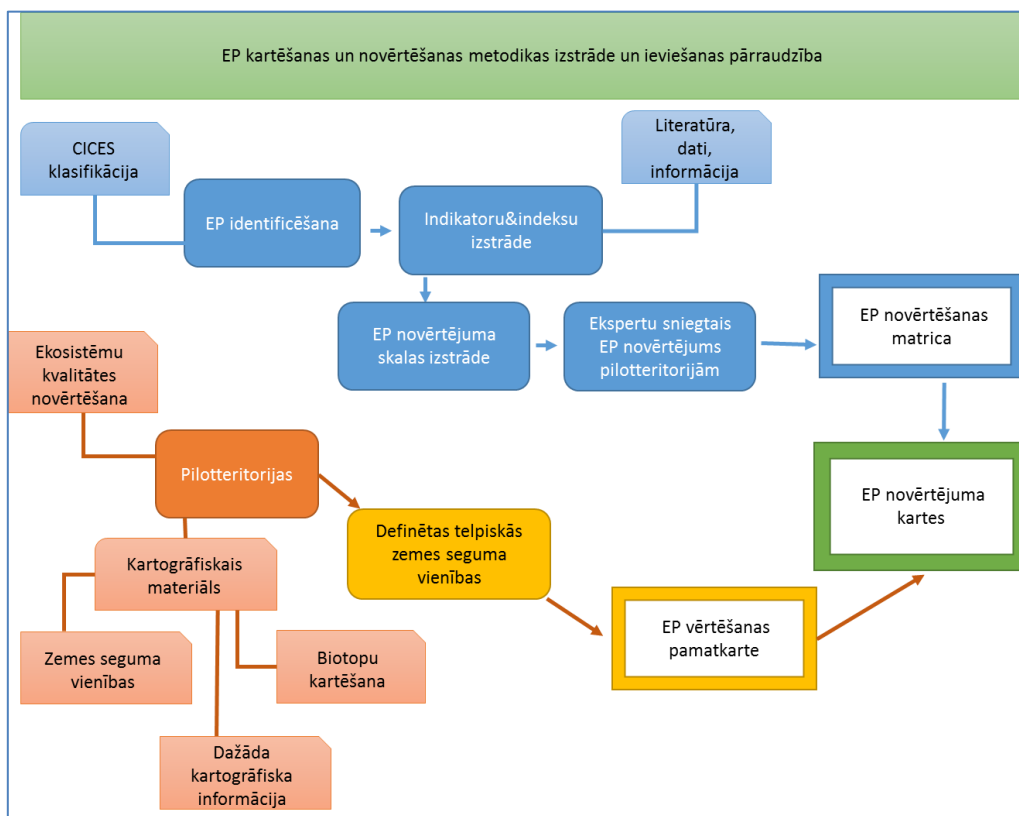 EP kartēšanas un novērtēšanas metodikas izstrāde un ieviešanas pārraudzība
CICES
klasifikācija
Literatūra,
dati,
informācija
EP identificēšana
Indikatoru&indeksu
izstrāde
EP novērtējuma
skalas izstrāde
Ekspertu sniegtais
EP novērtējums
pilotteritorijām
EP novērtēšanas
matrica
Ekosistēmu
kvalitātes
novērtēšana
Pilotteritorijas
Definētas telpiskās
zemes seguma
vienības
EP novērtējuma
kartes
Kartogrāfiskais
materiāls
EP vērtēšanas
pamatkarte
Zemes seguma
vienības
Biotopu
kartēšana
Dažāda
kartogrāfiska
informācija